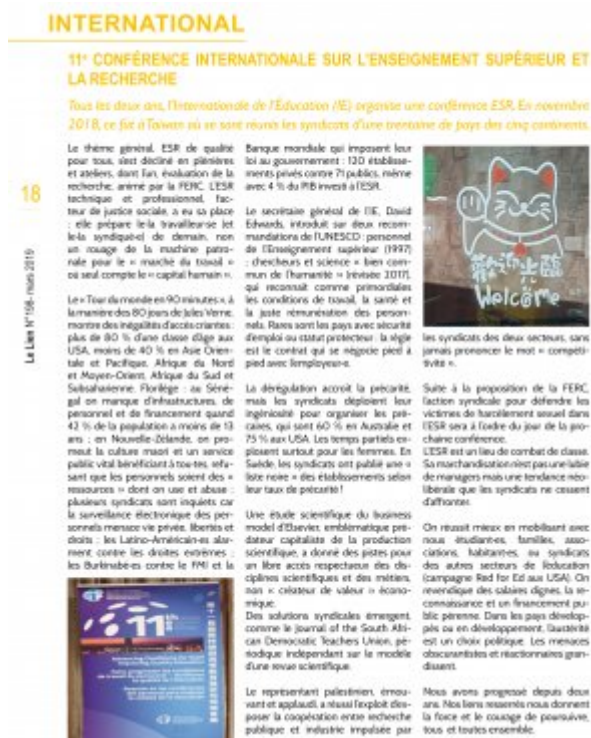 INTERNATIONAL
11e CONFÉRENCE INTERNATIONALE SUR L'ENSEIGNEMENT SUPÉRIEUR ET
LA RECHERCHE
Tous les deux ans, l'Internationale de l'Éducation (IE) organise une conférence ESR. En novembre
2018, ce fut à Taiwan où se sont réunis les syndicats d'une trentaine de pays des cinq continents.
18
Le Lien N°198- mars 2019
Le thème général, ESR de qualité
pour tous, s'est décliné en plénières
et ateliers, dont l'un, évaluation de la
recherche, animé par la FERC. L'ESR
technique et professionnel, fac-
teur de justice sociale, a eu sa place
: elle prépare le·la travailleur·se (et
le·la syndiqué·e) de demain, non
un rouage de la machine patro-
nale pour le « marché du travail »
où seul compte le « capital humain ».
Le « Tour du monde en 90 minutes », à
la manière des 80 jours de Jules Verne,
montre des inégalités d'accès criantes :
plus de 80 % d'une classe d'âge aux
USA, moins de 40 % en Asie Orien-
tale et Pacifique, Afrique du Nord
et Moyen-Orient, Afrique du Sud et
Subsaharienne. Florilège : au Séné-
gal on manque d'infrastuctures, de
personnel et de financement quand
42 % de la population a moins de 13
ans ; en Nouvelle-Zélande, on pro-
meut la culture maori et un service
public vital bénéficiant à tou·tes, refu-
sant que les personnels soient des «
ressources » dont on use et abuse ;
plusieurs syndicats sont inquiets car
la surveillance électronique des per-
sonnels menace vie privée, libertés et
droits ; les Latino-Américain·es alar-
ment contre les droites extrêmes ;
les Burkinabé·es contre le FMI et la
11th
Banque mondiale qui imposent leur
loi au gouvernement : 120 établisse-
ments privés contre 7 publics, même
avec 4 % du PIB investi à l'ESR.
Le secrétaire général de l'IE, David
Edwards, introduit sur deux recom-
mandations de l'UNESCO : personnel
de l'Enseignement supérieur (1997)
; chercheurs et science « bien com-
mun de l'humanité » (révisée 2017),
qui reconnait comme primordiales
les conditions de travail, la santé et
la juste rémunération des person-
nels. Rares sont les pays avec sécurité
d'emploi ou statut protecteur : la règle
est le contrat qui se négocie pied à
pied avec l'employeur·e.
La dérégulation accroit la précarité,
mais les syndicats déploient leur
ingéniosité pour organiser les pré-
caires, qui sont 60 % en Australie et
75 % aux USA. Les temps partiels ex-
plosent surtout pour les femmes. En
Suède, les syndicats ont publié une «
liste noire » des établissements selon
leur taux de précarité !
Une étude scientifique du business
model d'Elsevier, emblématique pré-
dateur capitaliste de la production
scientifique, a donné des pistes pour
un libre accès respectueux des dis-
ciplines scientifiques et des métiers,
non « créateur de valeur » écono-
mique.
Des solutions syndicales émergent,
comme le Journal of the South Afri-
can Democratic Teachers Union, pé-
riodique indépendant sur le modèle
d'une revue scientifique.
Le représentant palestinien, émou-
vant et applaudi, a réussi l'exploit d'ex-
poser la coopération entre recherche
publique et industrie impulsée par
歡迎光臨
Welcome
les syndicats des deux secteurs, sans
jamais prononcer le mot « compéti-
tivité ».
Suite à la proposition de la FERC,
l'action syndicale pour défendre les
victimes de harcèlement sexuel dans
l'ESR sera à l'ordre du jour de la pro-
chaine conférence.
L'ESR est un lieu de combat de classe.
Sa marchandisation n'est pas une lubie
de managers mais une tendance néo-
libérale que les syndicats ne cessent
d'affronter.
On réussit mieux en mobilisant avec
nous étudiant·es, familles, asso-
ciations, habitant·es, ou syndicats
des autres secteurs de l'éducation
(campagne Red for Ed aux USA). On
revendique des salaires dignes, la re-
connaissance et un financement pu-
blic pérenne. Dans les pays dévelop-
pés ou en développement, l'austérité
est un choix politique. Les menaces
obscurantistes et réactionnaires gran-
dissent.
Nous avons progressé depuis deux
ans. Nos liens resserrés nous donnent
la force et le courage de poursuivre,
tous et toutes ensemble.